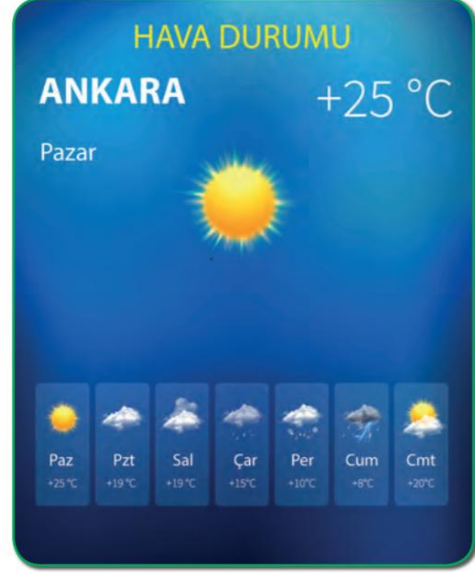 HAVA DURUMU
ANKARA +25 °C
Pazar
Paz Pzt Sal Çar Per Cum Cmt
+25 °C +19 °C +19 °C +15°C +10°C +8°C +20°C